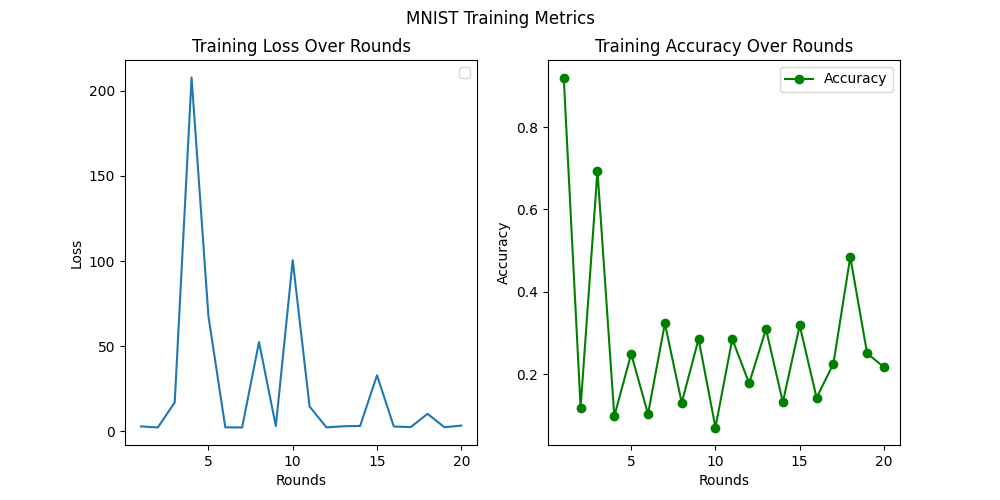 MNIST Training Metrics
Training Loss Over Rounds
200
150
100
50
0
Loss
5
10
15
20
Rounds
Training Accuracy Over Rounds
Accuracy
0.8
0.6
0.4
0.2
Accuracy
5
10
15
20
Rounds